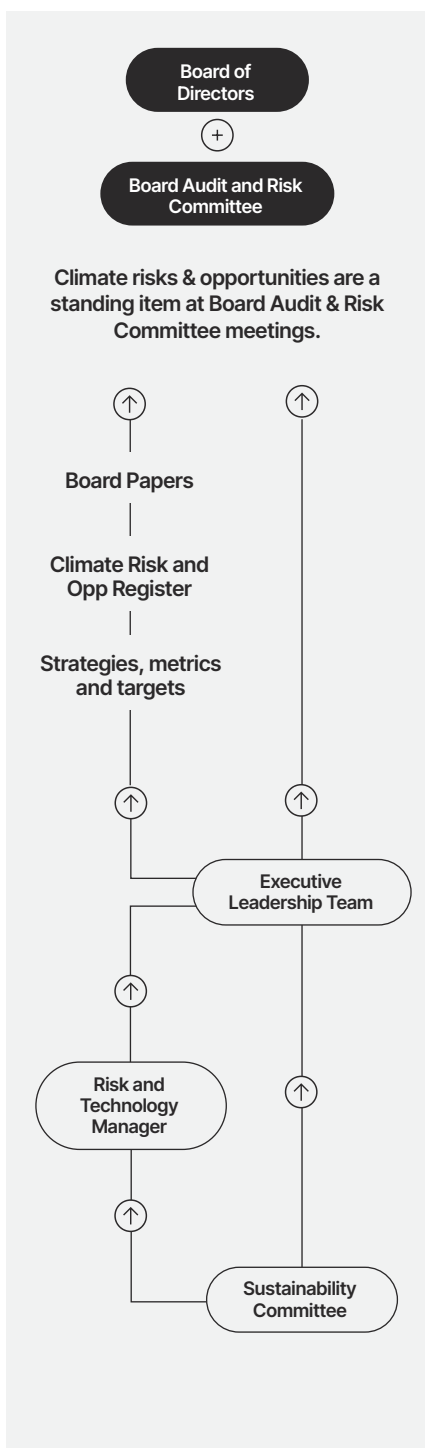 Board of
Directors
+
Board Audit and Risk
Committee
Climate risks & opportunities are a
standing item at Board Audit & Risk
Committee meetings.
Board Papers
Climate Risk and
Opp Register
Strategies, metrics
and targets
Executive
Leadership Team
Risk and
Technology
Manager
Sustainability
Committee